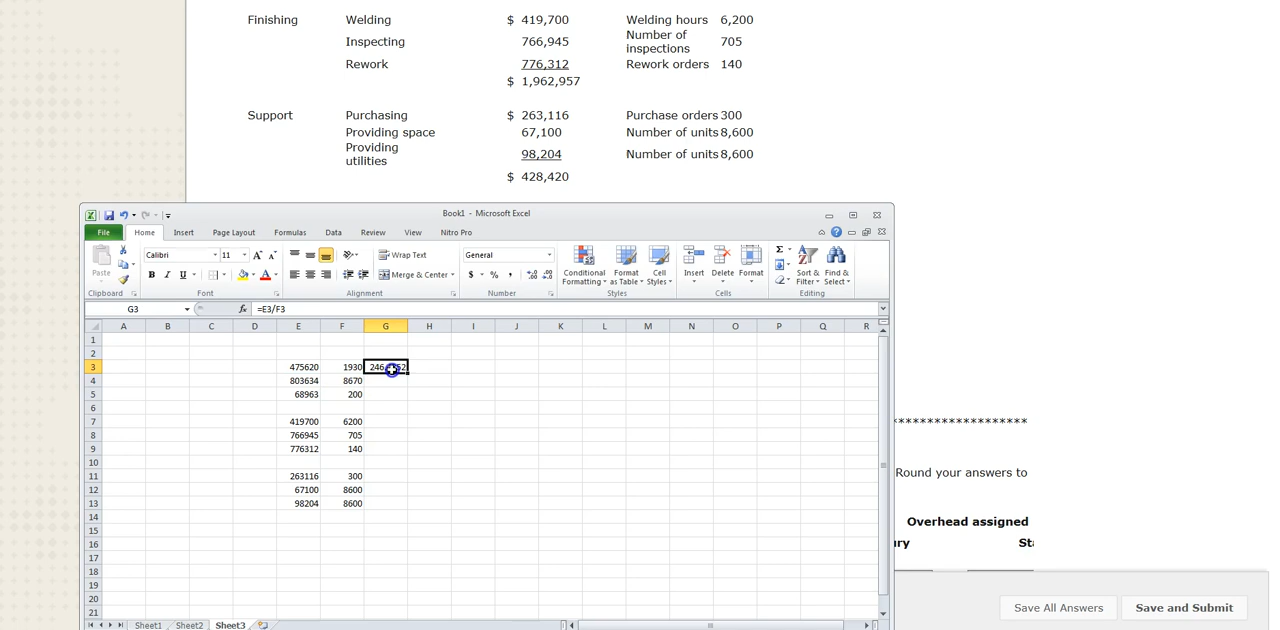 Finishing Welding $ 419,700 Welding hours 6,200
Inspecting 766,945 Number of inspections 705
Rework 776,312 Rework orders 140
$ 1,962,957
Support Purchasing $ 263,116 Purchase orders 300
Providing space 67,100 Number of units 8,600
Providing utilities 98,204 Number of units 8,600
$ 428,420
Book1 - Microsoft Excel
File Home Insert Page Layout Formulas Data Review View Nitro Pro
Calibri 11 Wrap Text General
Paste B I U Merge & Center $ % , Conditional Formatting Format as Table Cell Styles Insert Delete Format Sort & Filter Find & Select
Clipboard Font Alignment Number Styles Cells Editing
G3 fx =E3/F3
A B C D E F G H I J K L M N O P Q R
1
2
3 475620 1930
4 803634 8670
5 68963 200
6
7 419700 6200
8 766945 705
9 776312 140
10
11 263116 300
12 67100 8600
13 98204 8600
14
15
16
17
18
19
20
21
Sheet1 Sheet2 Sheet3
******************
Round your answers to
Overhead assigned
Save All Answers Save and Submit